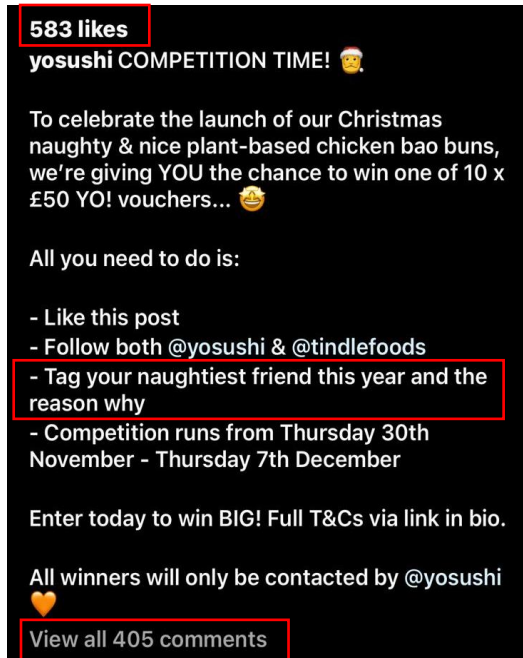 583 likes
yosushi COMPETITION TIME! 🎅
To celebrate the launch of our Christmas
naughty & nice plant-based chicken bao buns,
we're giving YOU the chance to win one of 10 x
£50 YO! vouchers... 🤩
All you need to do is:
- Like this post
- Follow both @yosushi & @tindlefoods
- Tag your naughtiest friend this year and the
reason why
- Competition runs from Thursday 30th
November - Thursday 7th December
Enter today to win BIG! Full T&Cs via link in bio.
All winners will only be contacted by @yosushi
🧡
View all 405 comments